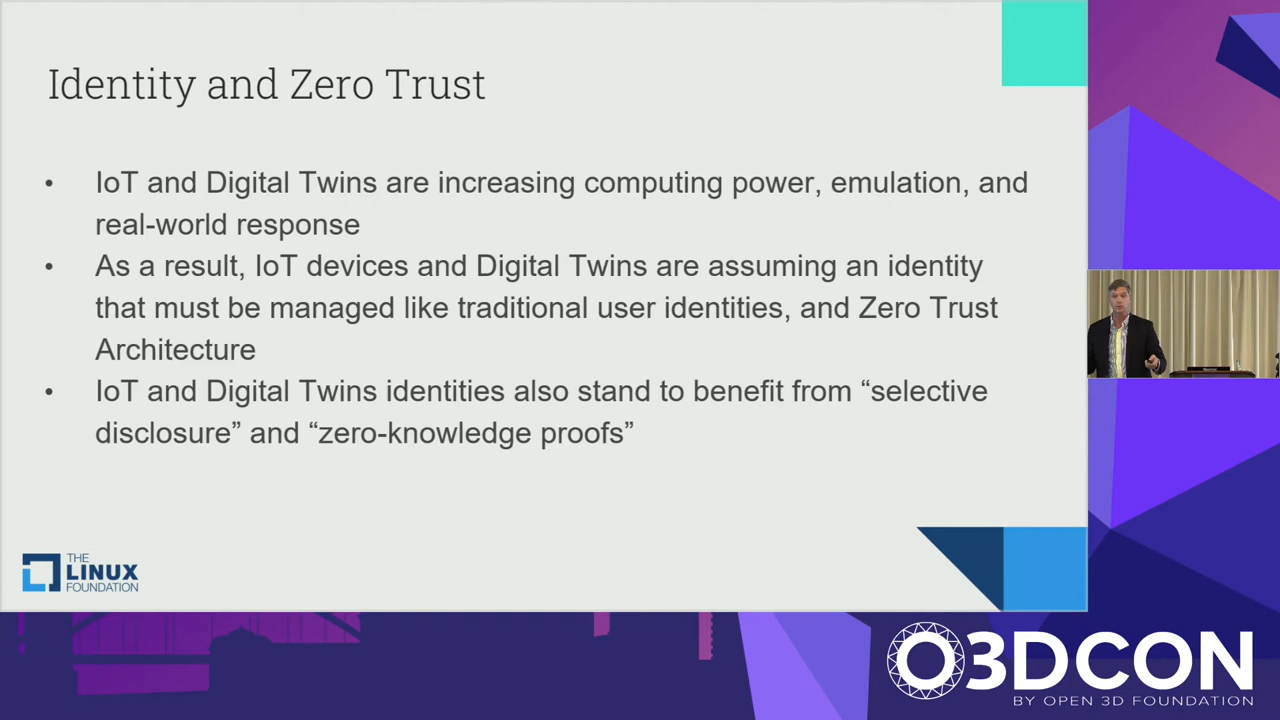 Identity and Zero Trust
• IoT and Digital Twins are increasing computing power, emulation, and
real-world response
• As a result, IoT devices and Digital Twins are assuming an identity
that must be managed like traditional user identities, and Zero Trust
Architecture
• IoT and Digital Twins identities also stand to benefit from “selective
disclosure” and “zero-knowledge proofs”
THE
LINUX
FOUNDATION
O3DCON
BY OPEN 3D FOUNDATION